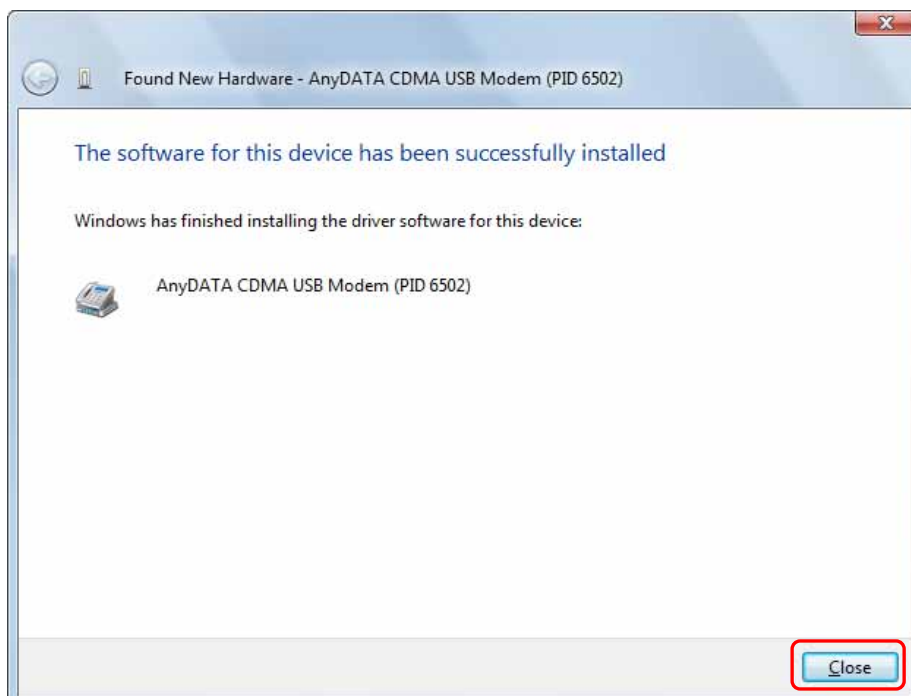 Found New Hardware - AnyDATA CDMA USB Modem (PID 6502)
The software for this device has been successfully installed
Windows has finished installing the driver software for this device:
AnyDATA CDMA USB Modem (PID 6502)
Close